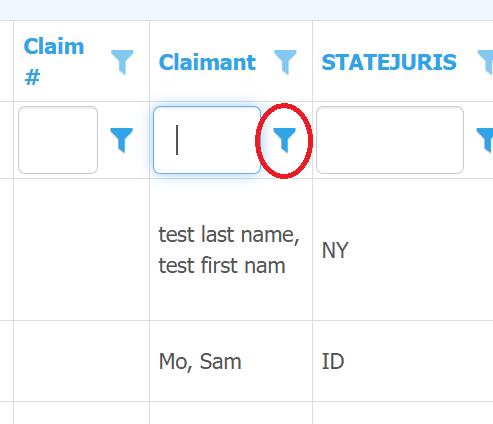 Claim
#
Claimant
STATEJURIS
test last name,
test first nam
NY
Mo, Sam
ID